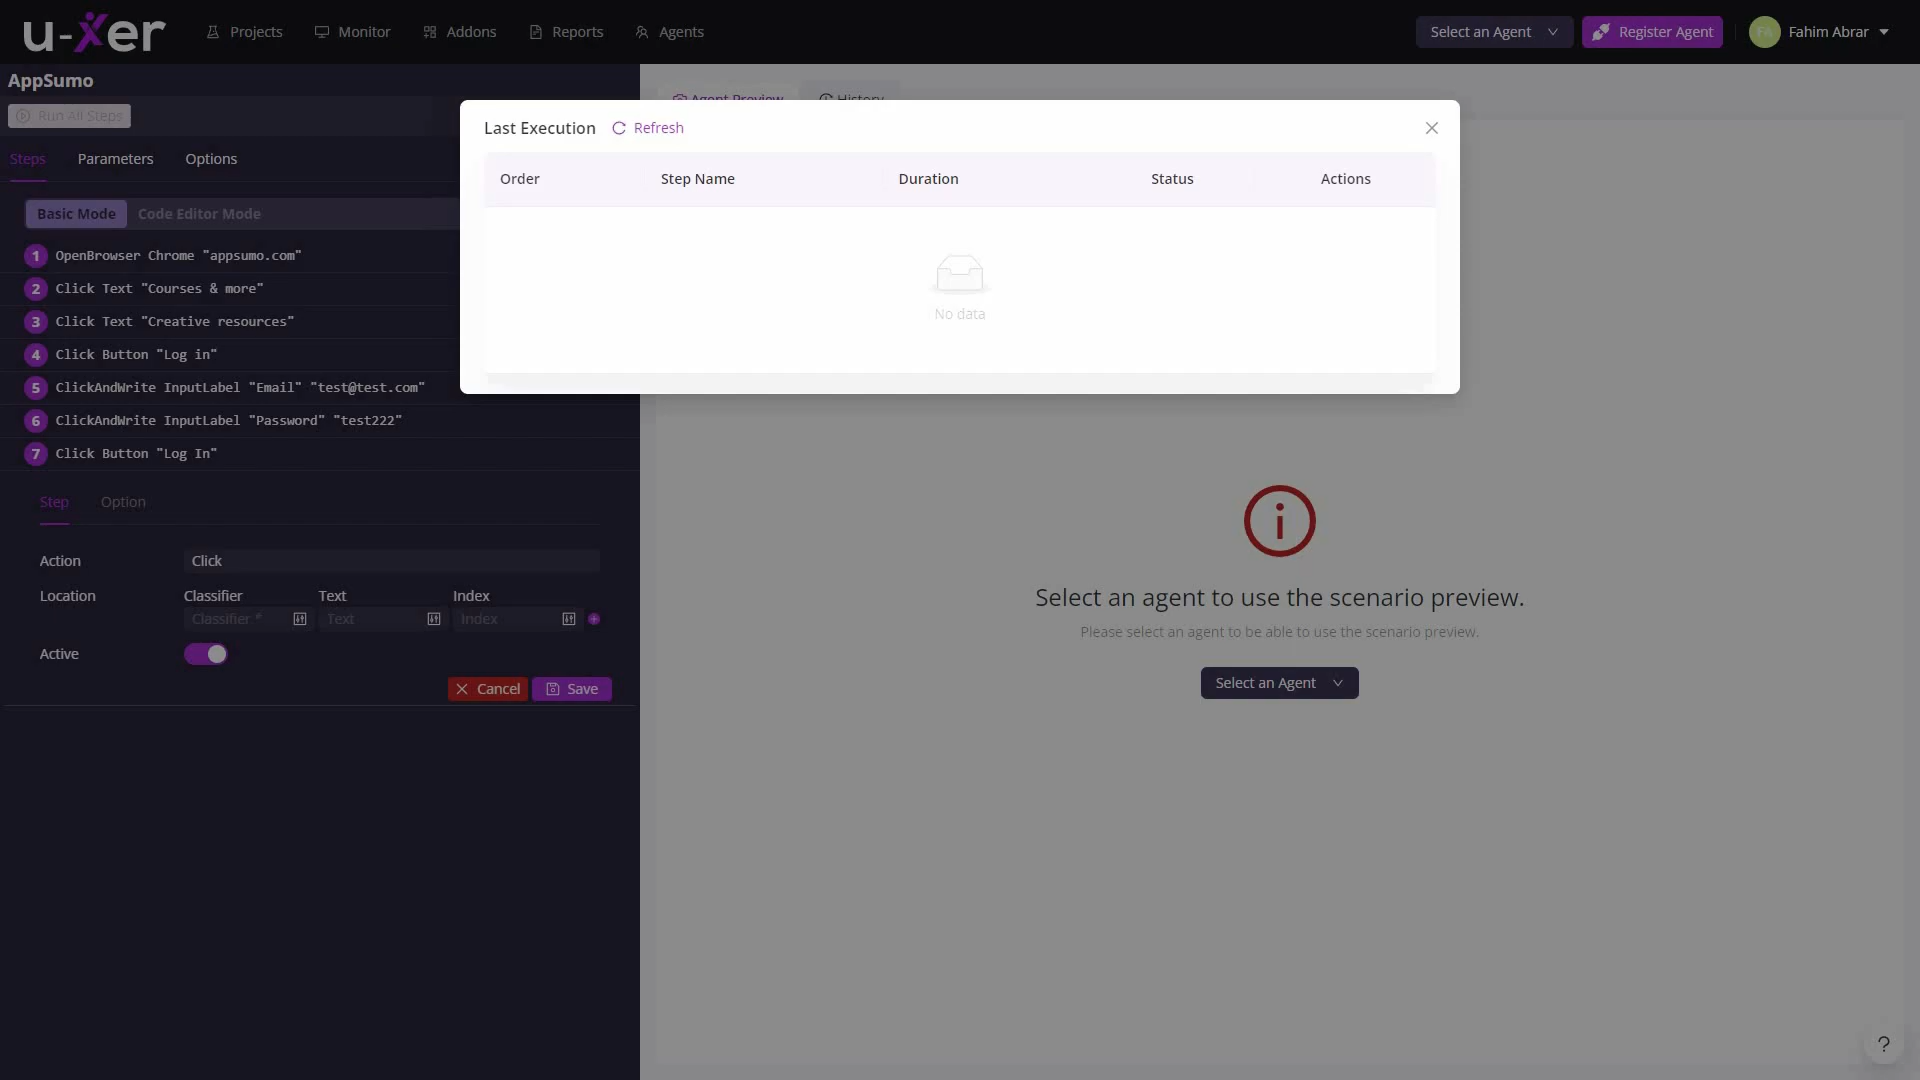 u-xer
Projects
Monitor
Addons
Reports
Agents
Select an Agent
Register Agent
FA
Fahim Abrar
AppSumo
Run All Steps
Steps
Parameters
Options
Basic Mode
Code Editor Mode
1 OpenBrowser Chrome "appsumo.com"
2 Click Text "Courses & more"
3 Click Text "Creative resources"
4 Click Button "Log in"
5 ClickAndWrite InputLabel "Email" "test@test.com"
6 ClickAndWrite InputLabel "Password" "test222"
7 Click Button "Log In"
Step
Option
Action
Click
Location
Classifier
Text
Index
Classifier *
Text
Index
Active
Cancel
Save
Agent Preview
History
Last Execution
Refresh
Order
Step Name
Duration
Status
Actions
No data
Select an agent to use the scenario preview.
Please select an agent to be able to use the scenario preview.
Select an Agent
?